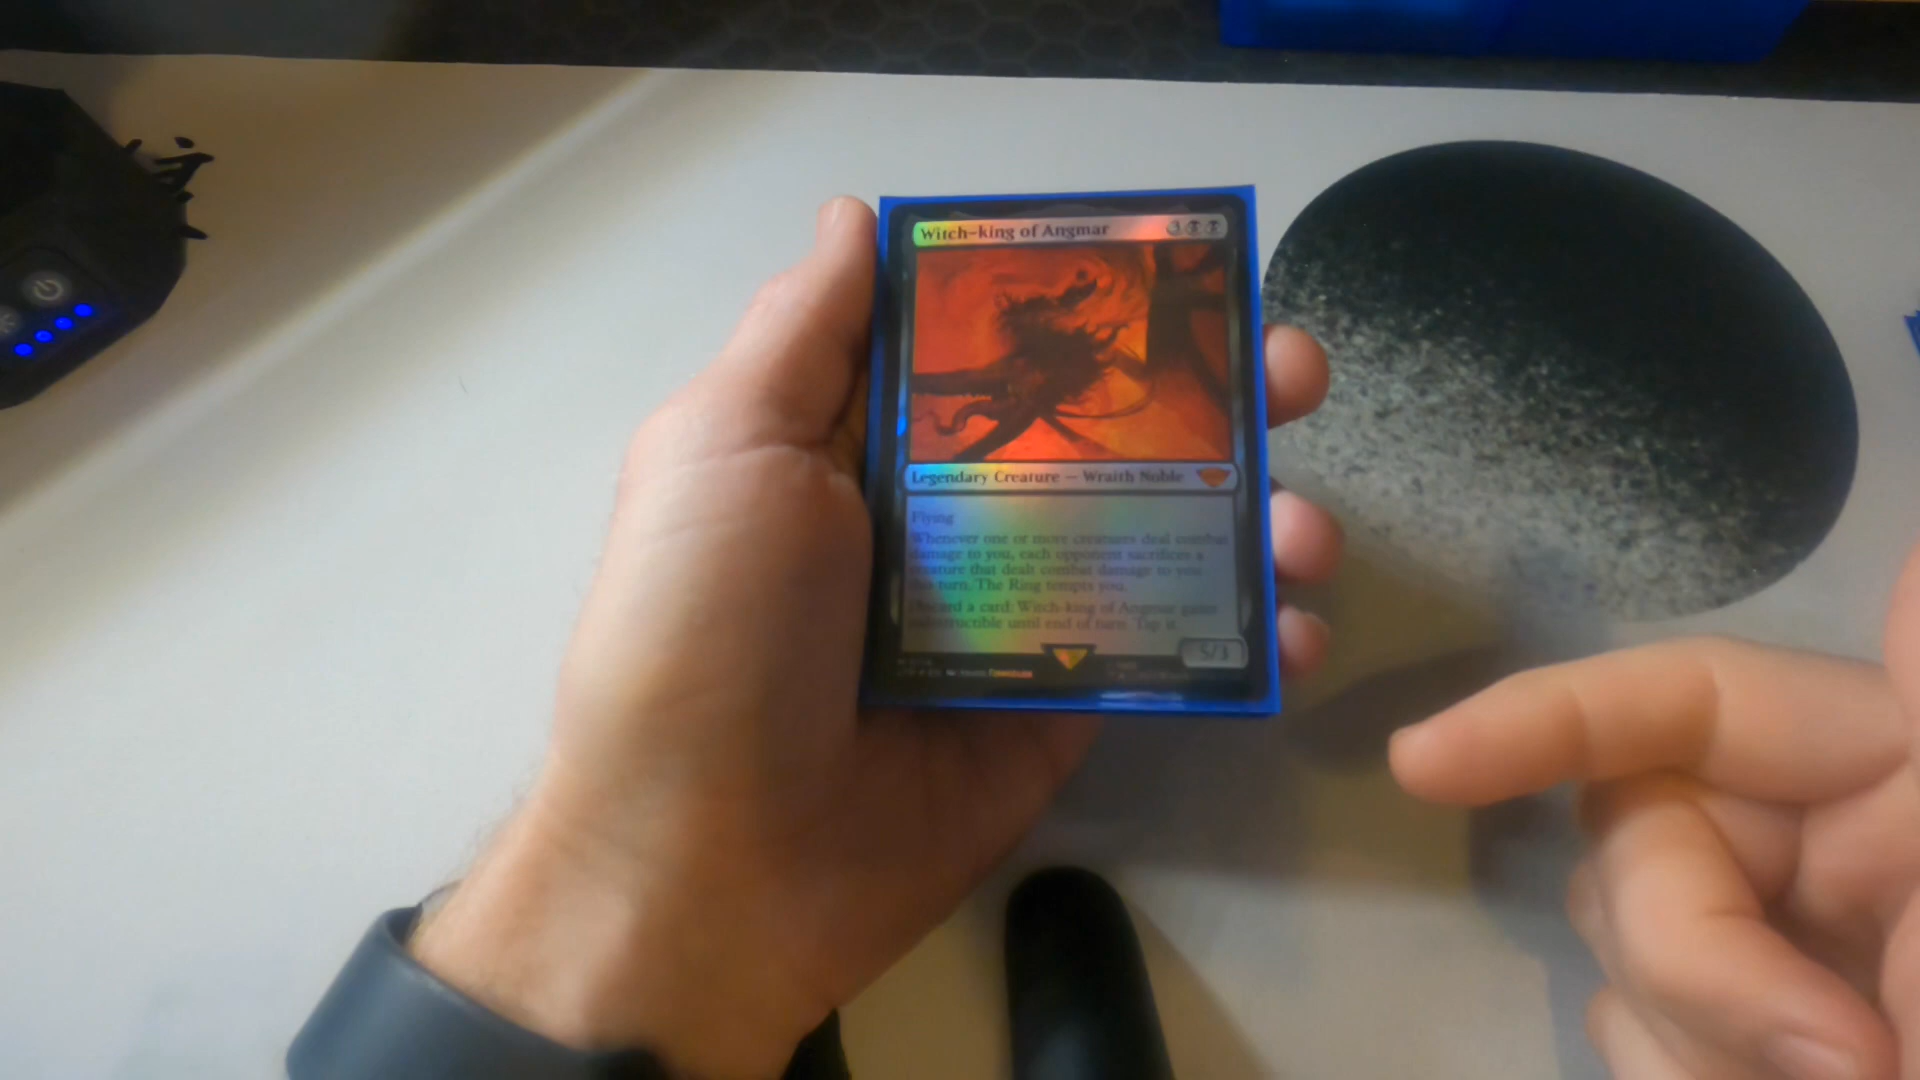 Witch-king of Angmar
Legendary Creature — Wraith Noble
Flying
Whenever one or more creatures deal combat
damage to you, each opponent sacrifices a
creature that dealt combat damage to you
this turn. The Ring tempts you.
Discard a card: Witch-king of Angmar gains
indestructible until end of turn. Tap it.
5/3